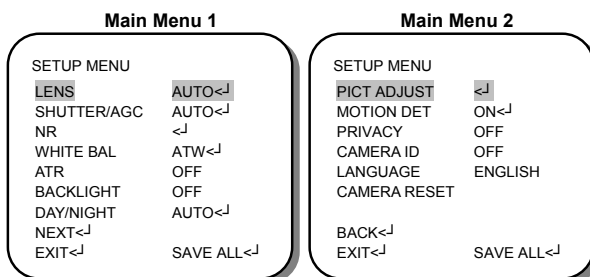 Main Menu 1
SETUP MENU
LENS AUTO<┘
SHUTTER/AGC AUTO<┘
NR <┘
WHITE BAL ATW<┘
ATR OFF
BACKLIGHT OFF
DAY/NIGHT AUTO<┘
NEXT<┘
EXIT<┘ SAVE ALL<┘
Main Menu 2
SETUP MENU
PICT ADJUST <┘
MOTION DET ON<┘
PRIVACY OFF
CAMERA ID OFF
LANGUAGE ENGLISH
CAMERA RESET
BACK<┘
EXIT<┘ SAVE ALL<┘